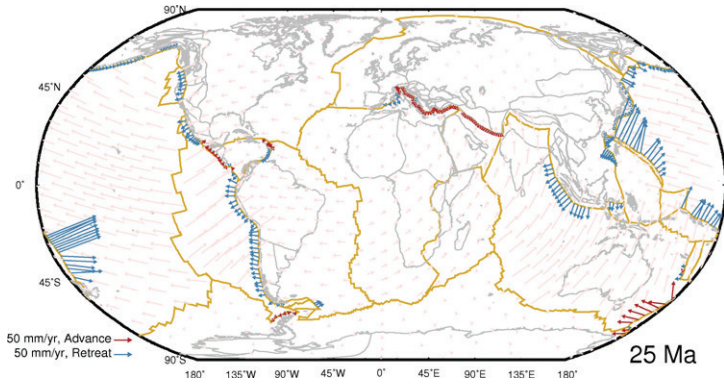 90˚N
45˚N
0˚
45˚S
90˚S
50 mm/yr, Advance
50 mm/yr, Retreat
180˚ 135˚W 90˚W 45˚W 0˚ 45˚E 90˚E 135˚E 180˚
25 Ma